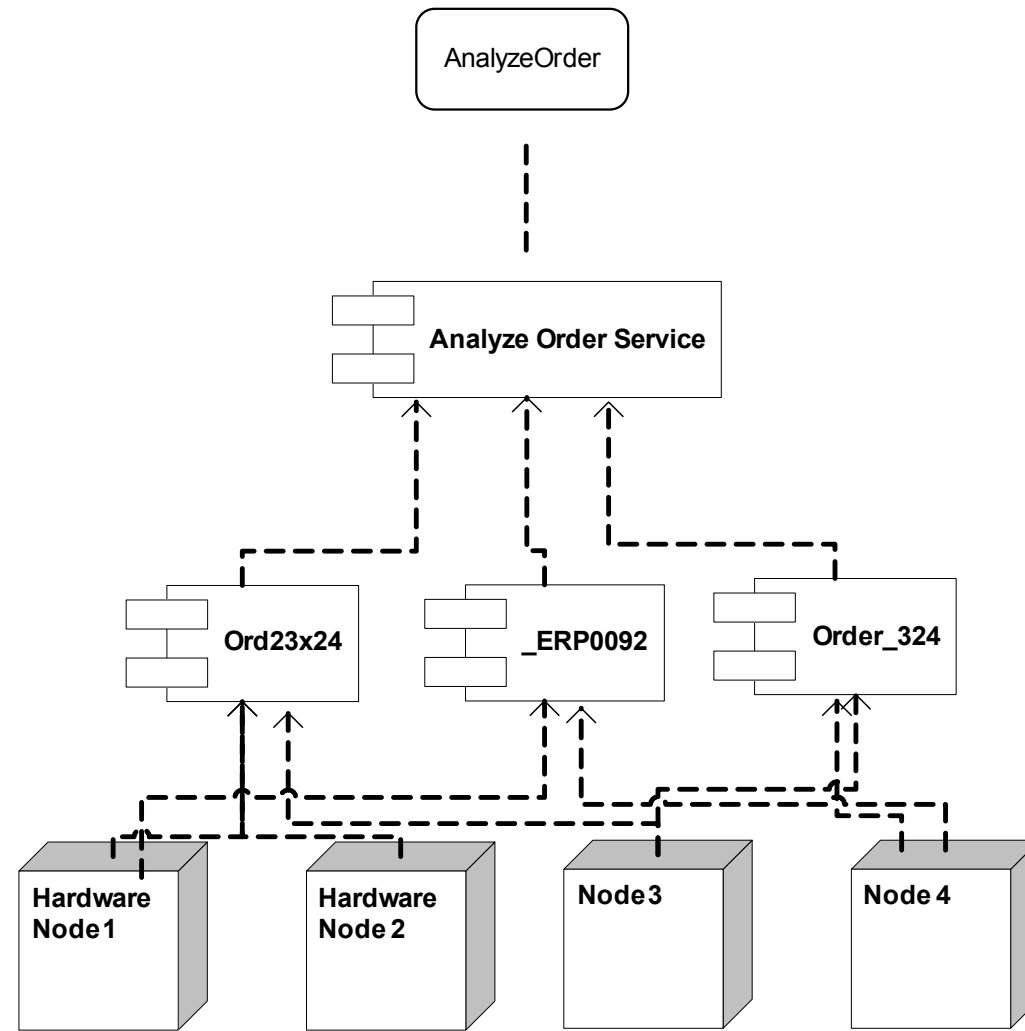 AnalyzeOrder
Analyze Order Service
Ord23x24
_ERP0092
Order_324
Hardware
Node1
Hardware
Node 2
Node3
Node 4